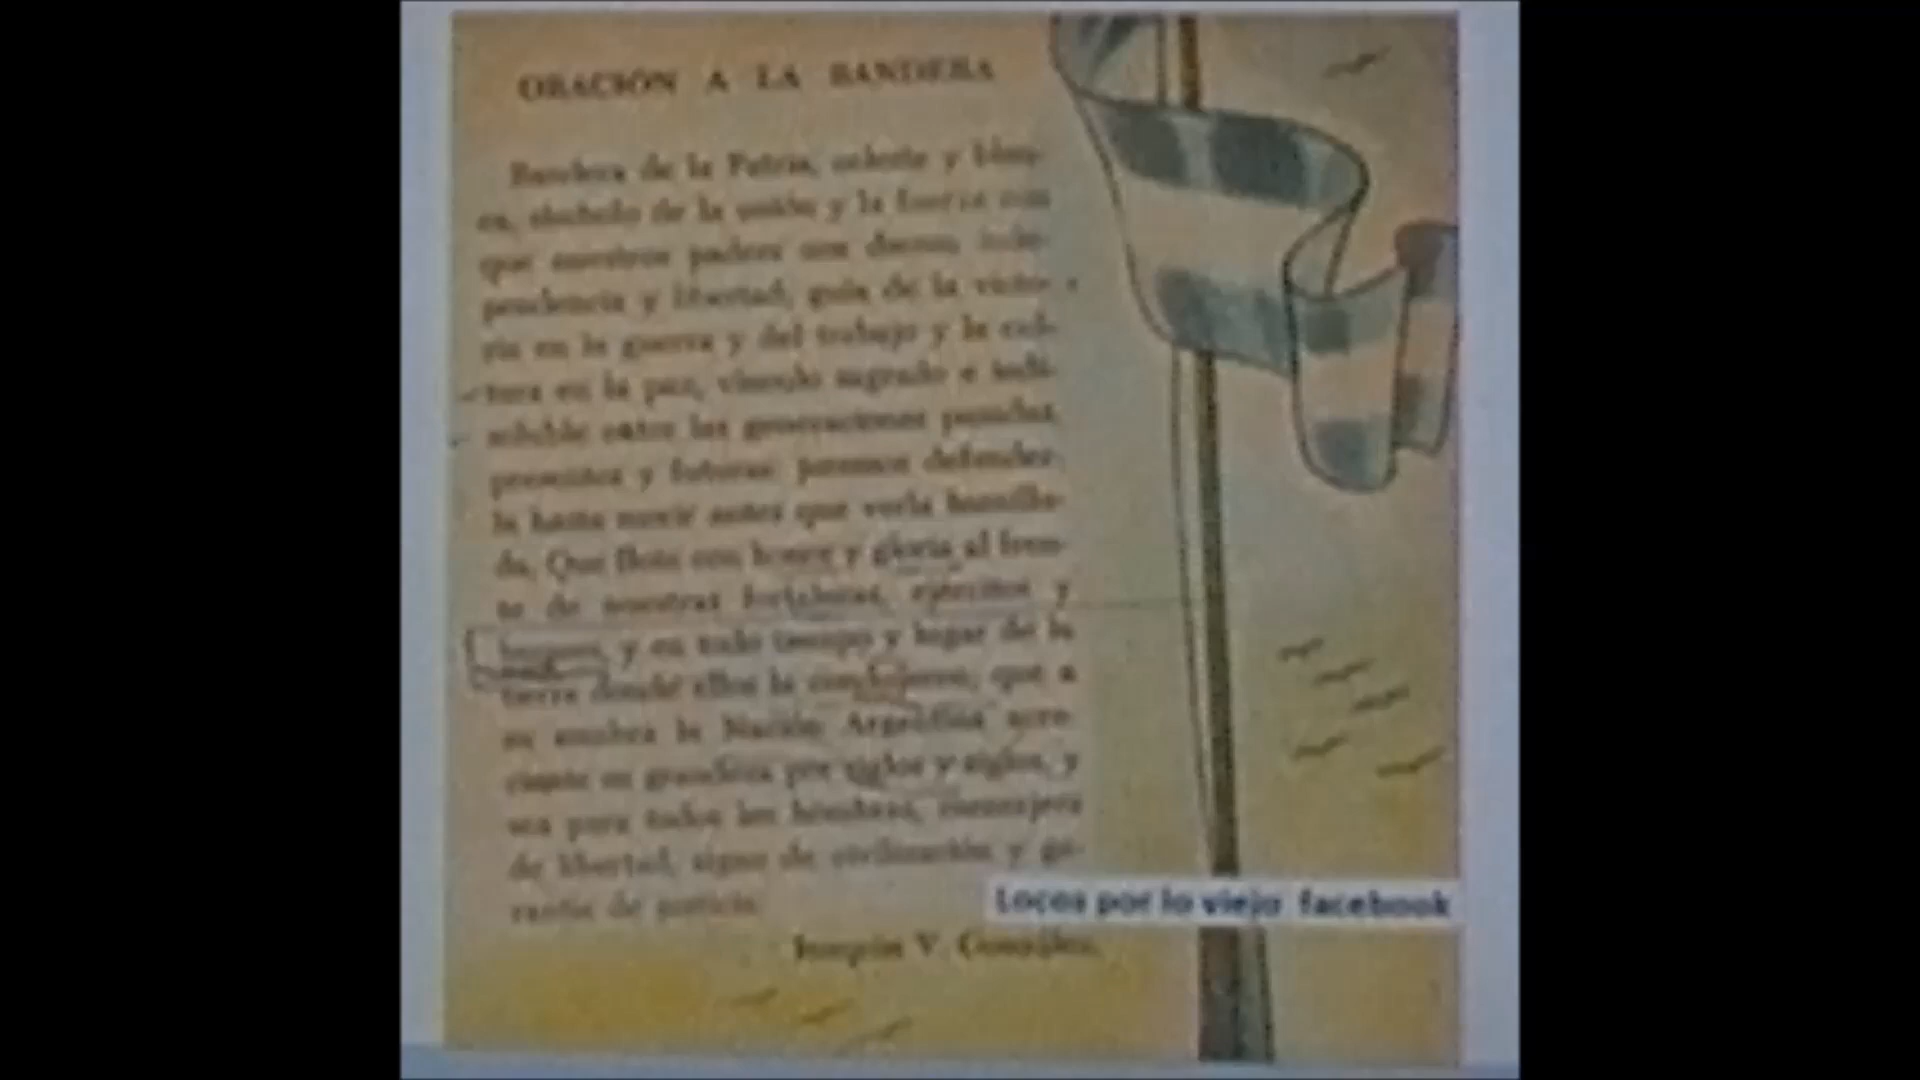 ORACIÓN A LA BANDERA
Bandera de la Patria, celeste y blan-
ca, símbolo de la unión y la fuerza con
que nuestros padres nos dieron inde-
pendencia y libertad; guía de la victo-
ria en la guerra y del trabajo y la cul-
tura en la paz, vínculo sagrado e indi-
soluble entre las generaciones pasadas,
presentes y futuras: juremos defender-
la hasta morir antes que verla humilla-
da. Que flote con honor y gloria al fren-
te de nuestras fortalezas, ejércitos y
buques, y en todo tiempo y lugar de la
tierra donde ellos la condujeren; que a
su sombra la Nación Argentina acre-
ciente su grandeza por siglos y siglos, y
sea para todos los hombres, mensajera
de libertad, signo de civilización y ga-
rantía de justicia.
Locos por lo viejo facebook
Joaquín V. González.